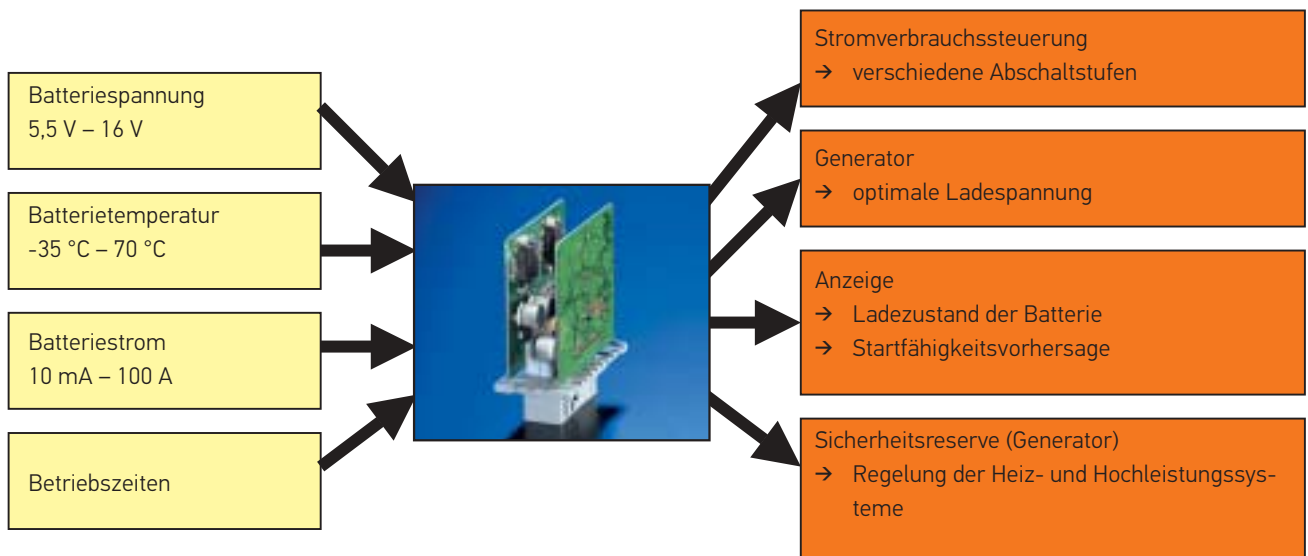 Batteriespannung
5,5 V – 16 V
Batterietemperatur
-35 °C – 70 °C
Batteriestrom
10 mA – 100 A
Betriebszeiten
Stromverbrauchssteuerung
→ verschiedene Abschaltstufen
Generator
→ optimale Ladespannung
Anzeige
→ Ladezustand der Batterie
→ Startfähigkeitsvorhersage
Sicherheitsreserve (Generator)
→ Regelung der Heiz- und Hochleistungssys-
teme